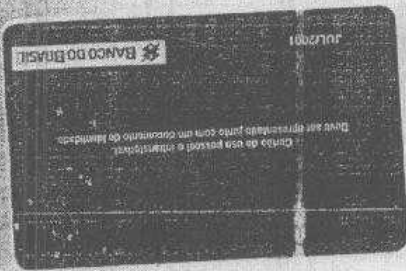 Cartão de uso pessoal e intransferível.
Deve ser apresentado junto com um documento de identidade
JUL/2001
BANCO DO BRASIL